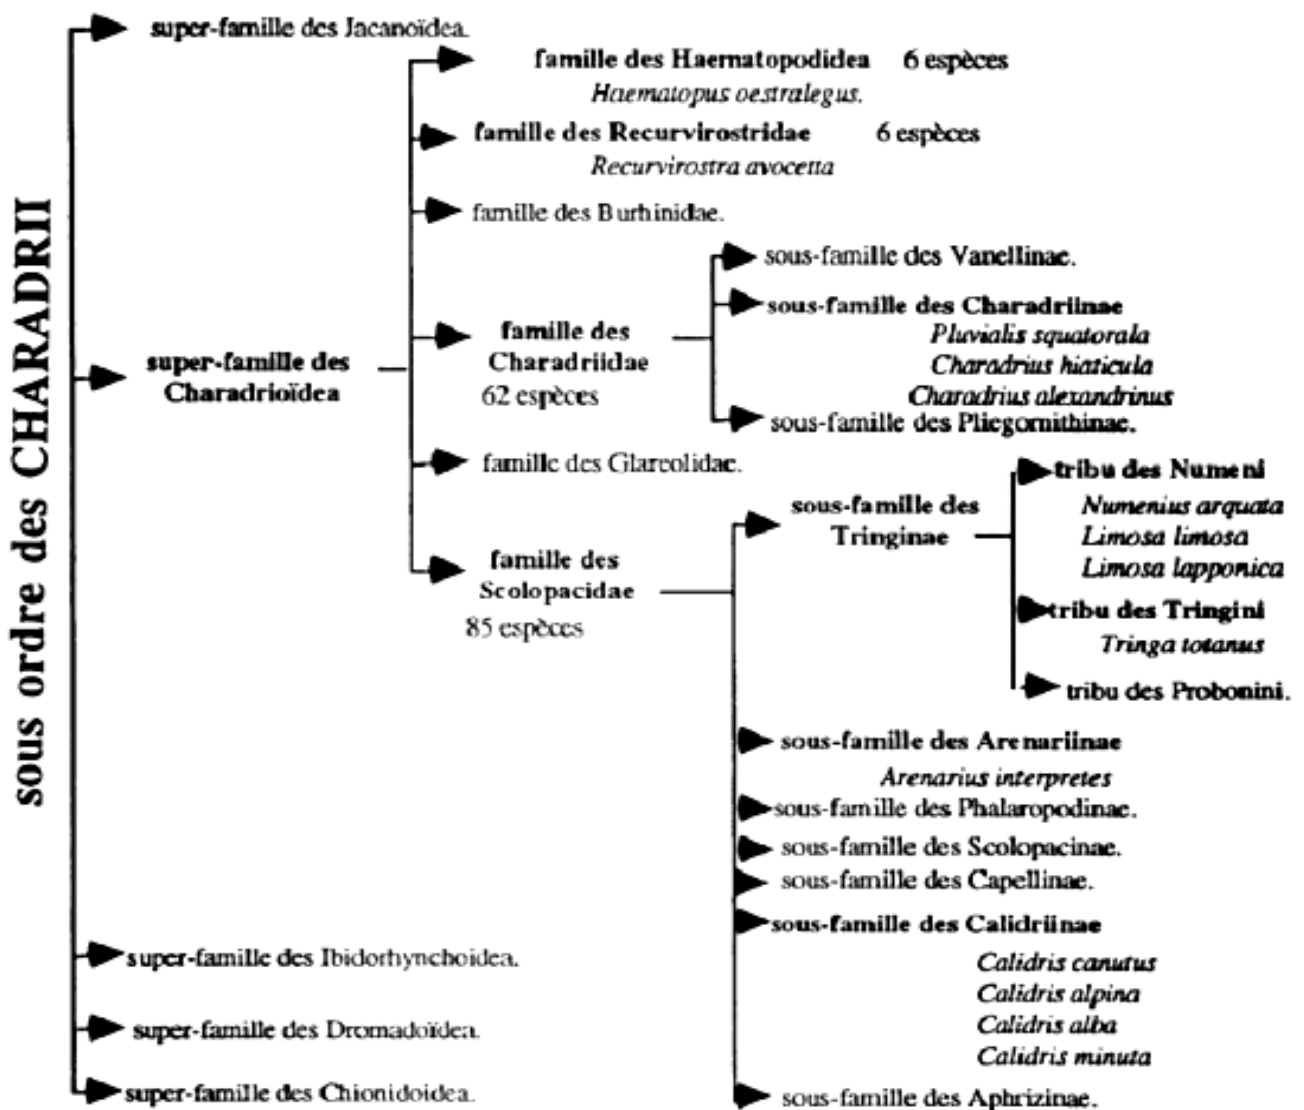 sous ordre des CHARADRII
super-famille des Jacanoïdea.
famille des Haematopodidea 6 espèces
Haematopus oestralegus.
famille des Recurvirostridae 6 espèces
Recurvirostra avocetta
famille des Burhinidae.
sous-famille des Vanellinae.
sous-famille des Charadriinae
Pluvialis squatorala
Charadrius hiaticula
Charadrius alexandrinus
sous-famille des Pliegornithinae.
famille des
Charadriidae
62 espèces
super-famille des
Charadrioïdea
famille des Glareolidae.
famille des
Scolopacidae
85 espèces
sous-famille des
Tringinae
tribu des Numeni
Numenius arquata
Limosa limosa
Limosa lapponica
tribu des Tringini
Tringa totanus
tribu des Probonini.
sous-famille des Arenariinae
Arenarius interpretes
sous-famille des Phalaropodinae.
sous-famille des Scolopacinae.
sous-famille des Capellinae.
sous-famille des Calidriinae
Calidris canutus
Calidris alpina
Calidris alba
Calidris minuta
sous-famille des Aphrizinae.
super-famille des Ibidorhynchoidea.
super-famille des Dromadoïdea.
super-famille des Chionidoidea.